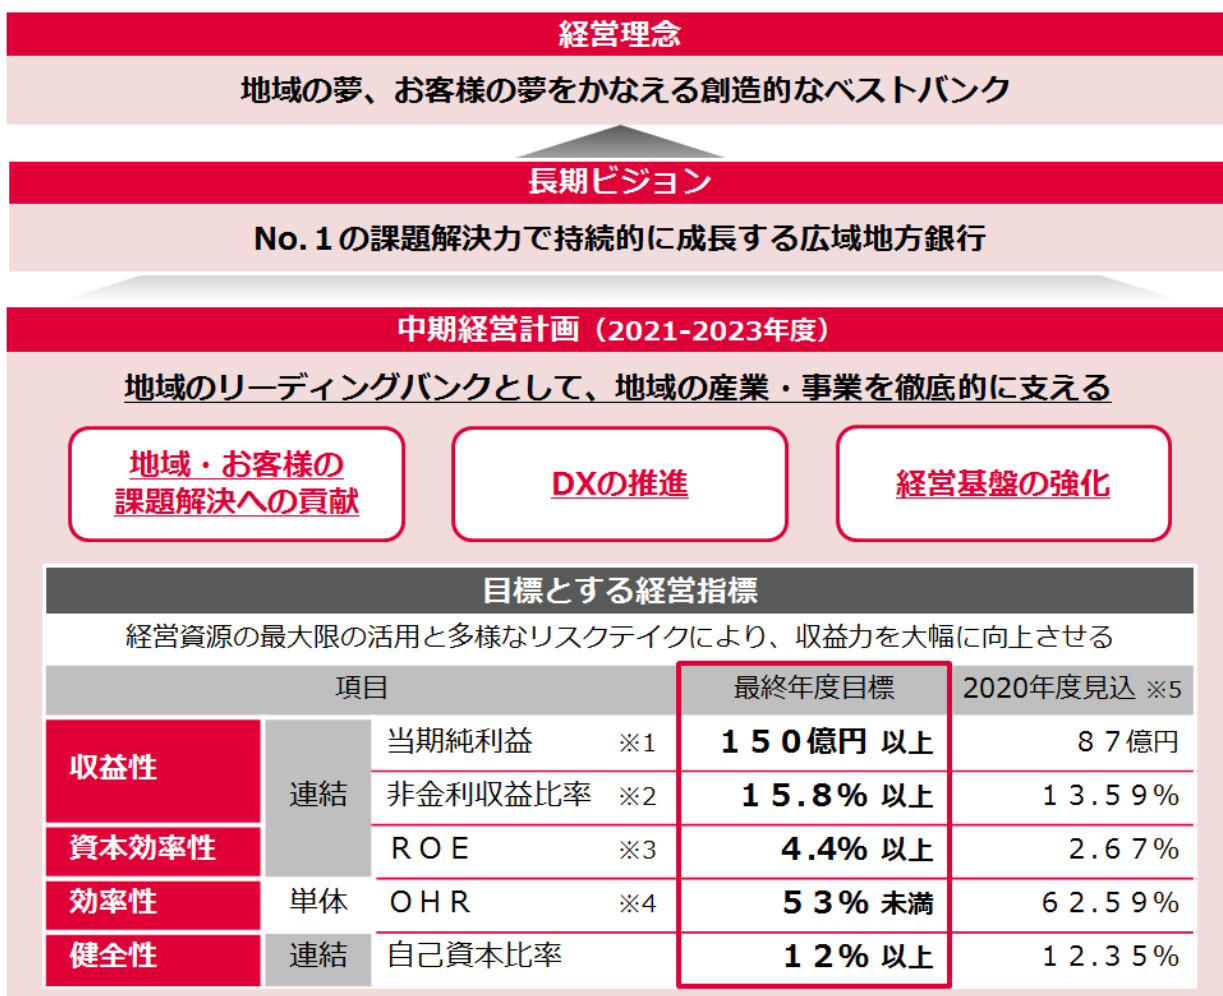 経営理念
地域の夢、お客様の夢をかなえる創造的なベストバンク
長期ビジョン
No.1の課題解決力で持続的に成長する広域地方銀行
中期経営計画（2021-2023年度）
地域のリーディングバンクとして、地域の産業・事業を徹底的に支える
地域・お客様の
課題解決への貢献
DXの推進
経営基盤の強化
目標とする経営指標
経営資源の最大限の活用と多様なリスクテイクにより、収益力を大幅に向上させる
項目 最終年度目標 2020年度見込 ※5
収益性 連結 当期純利益 ※1 １５０億円 以上 ８７億円
非金利収益比率 ※2 １５.８% 以上 １３.５９%
資本効率性 ＲＯＥ ※3 4.4% 以上 ２.６７%
効率性 単体 ＯＨＲ ※4 ５３% 未満 ６２.５９%
健全性 連結 自己資本比率 １２% 以上 １２.３５%